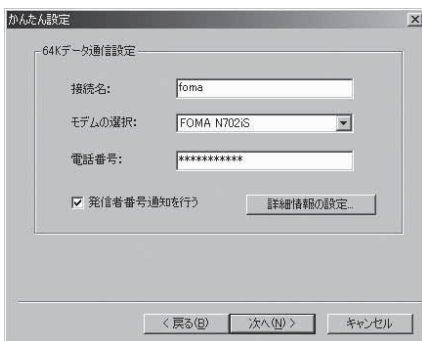 かんたん設定
64Kデータ通信設定
接続名: foma
モデムの選択: FOMA N702iS
電話番号: ***********
発信者番号通知を行う 詳細情報の設定...
< 戻る(B) 次へ(N) > キャンセル